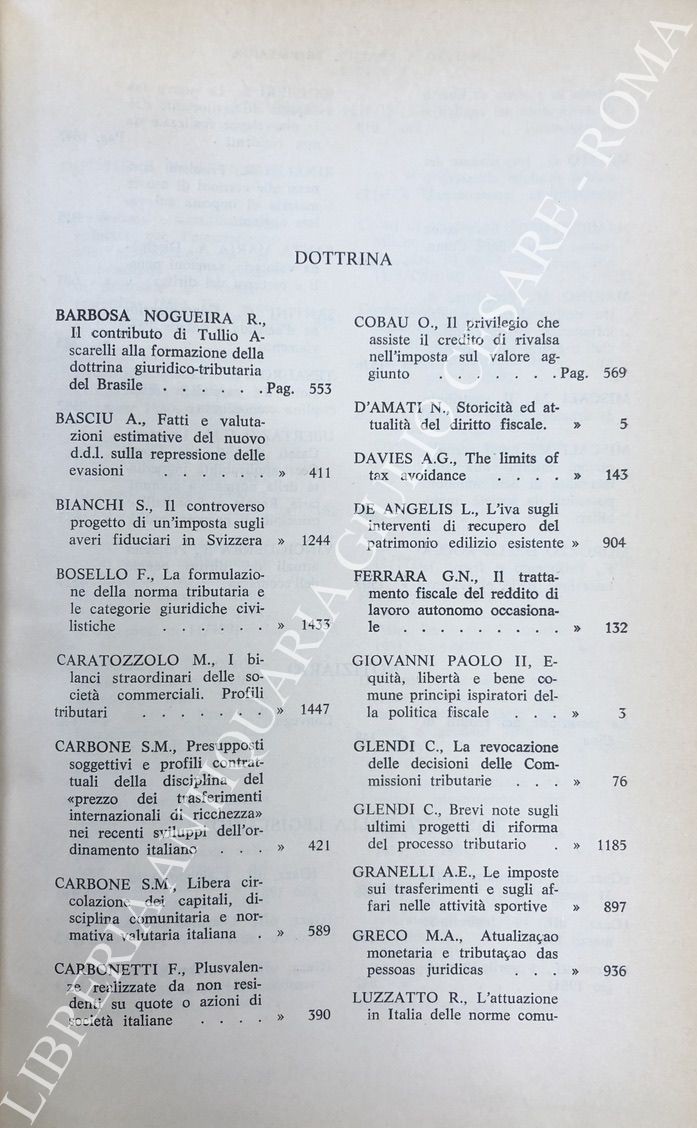 DOTTRINA
BARBOSA NOGUEIRA R.,
Il contributo di Tullio A-
scarelli alla formazione della
dottrina giuridico-tributaria
del Brasile . . . . . . Pag. 553
BASCIU A., Fatti e valuta-
zioni estimative del nuovo
d.d.l. sulla repressione delle
evasioni . . . . . . » 411
BIANCHI S., Il controverso
progetto di un'imposta sugli
averi fiduciari in Svizzera » 1244
BOSELLO F., La formulazio-
ne della norma tributaria e
le categorie giuridiche civi-
listiche . . . . . . » 1433
CARATOZZOLO M., I bi-
lanci straordinari delle so-
cietà commerciali. Profili
tributari . . . . . . . » 1447
CARBONE S.M., Presupposti
soggettivi e profili contrat-
tuali della disciplina del
«prezzo dei trasferimenti
internazionali di ricchezza»
nei recenti sviluppi dell'or-
dinamento italiano . . . » 421
CARBONE S.M., Libera cir-
colazione dei capitali, di-
sciplina comunitaria e nor-
mativa valutaria italiana . » 589
CARBONETTI F., Plusvalen-
ze realizzate da non resi-
denti su quote o azioni di
società italiane . . . . » 390
COBAU O., Il privilegio che
assiste il credito di rivalsa
nell'imposta sul valore ag-
giunto . . . . . . . Pag. 569
D'AMATI N., Storicità ed at-
tualità del diritto fiscale. » 5
DAVIES A.G., The limits of
tax avoidance . . . . » 143
DE ANGELIS L., L'iva sugli
interventi di recupero del
patrimonio edilizio esistente » 904
FERRARA G.N., Il tratta-
mento fiscale del reddito di
lavoro autonomo occasiona-
le . . . . . . . . . » 132
GIOVANNI PAOLO II, E-
quità, libertà e bene co-
mune principi ispiratori del-
la politica fiscale . . . » 3
GLENDI C., La revocazione
delle decisioni delle Com-
missioni tributarie . . . » 76
GLENDI C., Brevi note sugli
ultimi progetti di riforma
del processo tributario . » 1185
GRANELLI A.E., Le imposte
sui trasferimenti e sugli af-
fari nelle attività sportive » 897
GRECO M.A., Atualizaçao
monetaria e tributaçao das
pessoas juridicas . . . » 936
LUZZATTO R., L'attuazione
in Italia delle norme comu-
LIBRERIA ANTIQUARIA GIULIO CESARE - ROMA